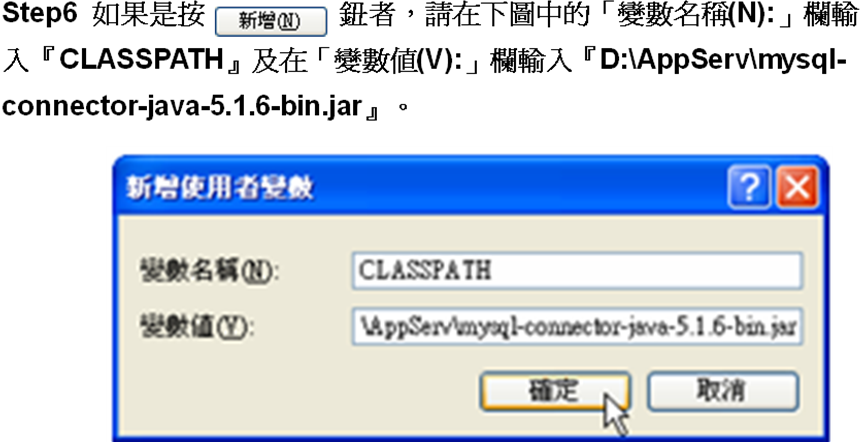 Step6 如果是按 新增(N) 鈕者，請在下圖中的「變數名稱(N):」欄輸
入『CLASSPATH』及在「變數值(V):」欄輸入『D:\AppServ\mysql-
connector-java-5.1.6-bin.jar』。
新增使用者變數
變數名稱(N): CLASSPATH
變數值(V): \AppServ\mysql-connector-java-5.1.6-bin.jar
確定 取消